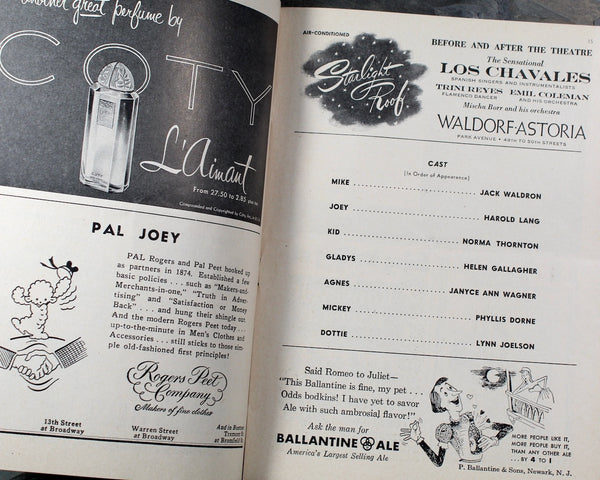 another great perfume by
COTY
L'Aimant
From 27.50 to 2.85 plus tax
Compounded and Copyrighted by Coty, Inc.
PAL JOEY
PAL Rogers and Pal Peet hooked up
as partners in 1874. Established a few
basic policies . . . such as "Makers-and-
Merchants-in-one," "Truth in Adver-
tising" and "Satisfaction or Money
Back" . . . and hung their shingle out.
And the modern Rogers Peet today . . .
up-to-the-minute in Men's Clothes and
Accessories . . . still sticks to those sim-
ple old-fashioned first principles!
Rogers Peet
Company
Makers of fine clothes
13th Street
at Broadway
Warren Street
at Broadway
And in Boston
Tremont St.
at Bromfield St.
15
AIR-CONDITIONED
Starlight
Roof
BEFORE AND AFTER THE THEATRE
The Sensational
LOS CHAVALES
SPANISH SINGERS AND INSTRUMENTALISTS
TRINI REYES
FLAMENCO DANCER
EMIL COLEMAN
AND HIS ORCHESTRA
Mischa Borr and his orchestra
WALDORF·ASTORIA
PARK AVENUE • 49TH TO 50TH STREETS
CAST
[In Order of Appearance]
MIKE ........ JACK WALDRON
JOEY ........ HAROLD LANG
KID ........ NORMA THORNTON
GLADYS ........ HELEN GALLAGHER
AGNES ........ JANYCE ANN WAGNER
MICKEY ........ PHYLLIS DORNE
DOTTIE ........ LYNN JOELSON
Said Romeo to Juliet—
"This Ballantine is fine, my pet . . .
Odds bodkins! I have yet to savor
Ale with such ambrosial flavor!"
Ask the man for
BALLANTINE ALE
America's Largest Selling Ale
MORE PEOPLE LIKE IT,
MORE PEOPLE BUY IT,
THAN ANY OTHER ALE
... BY 4 TO 1
P. Ballantine & Sons, Newark, N. J.